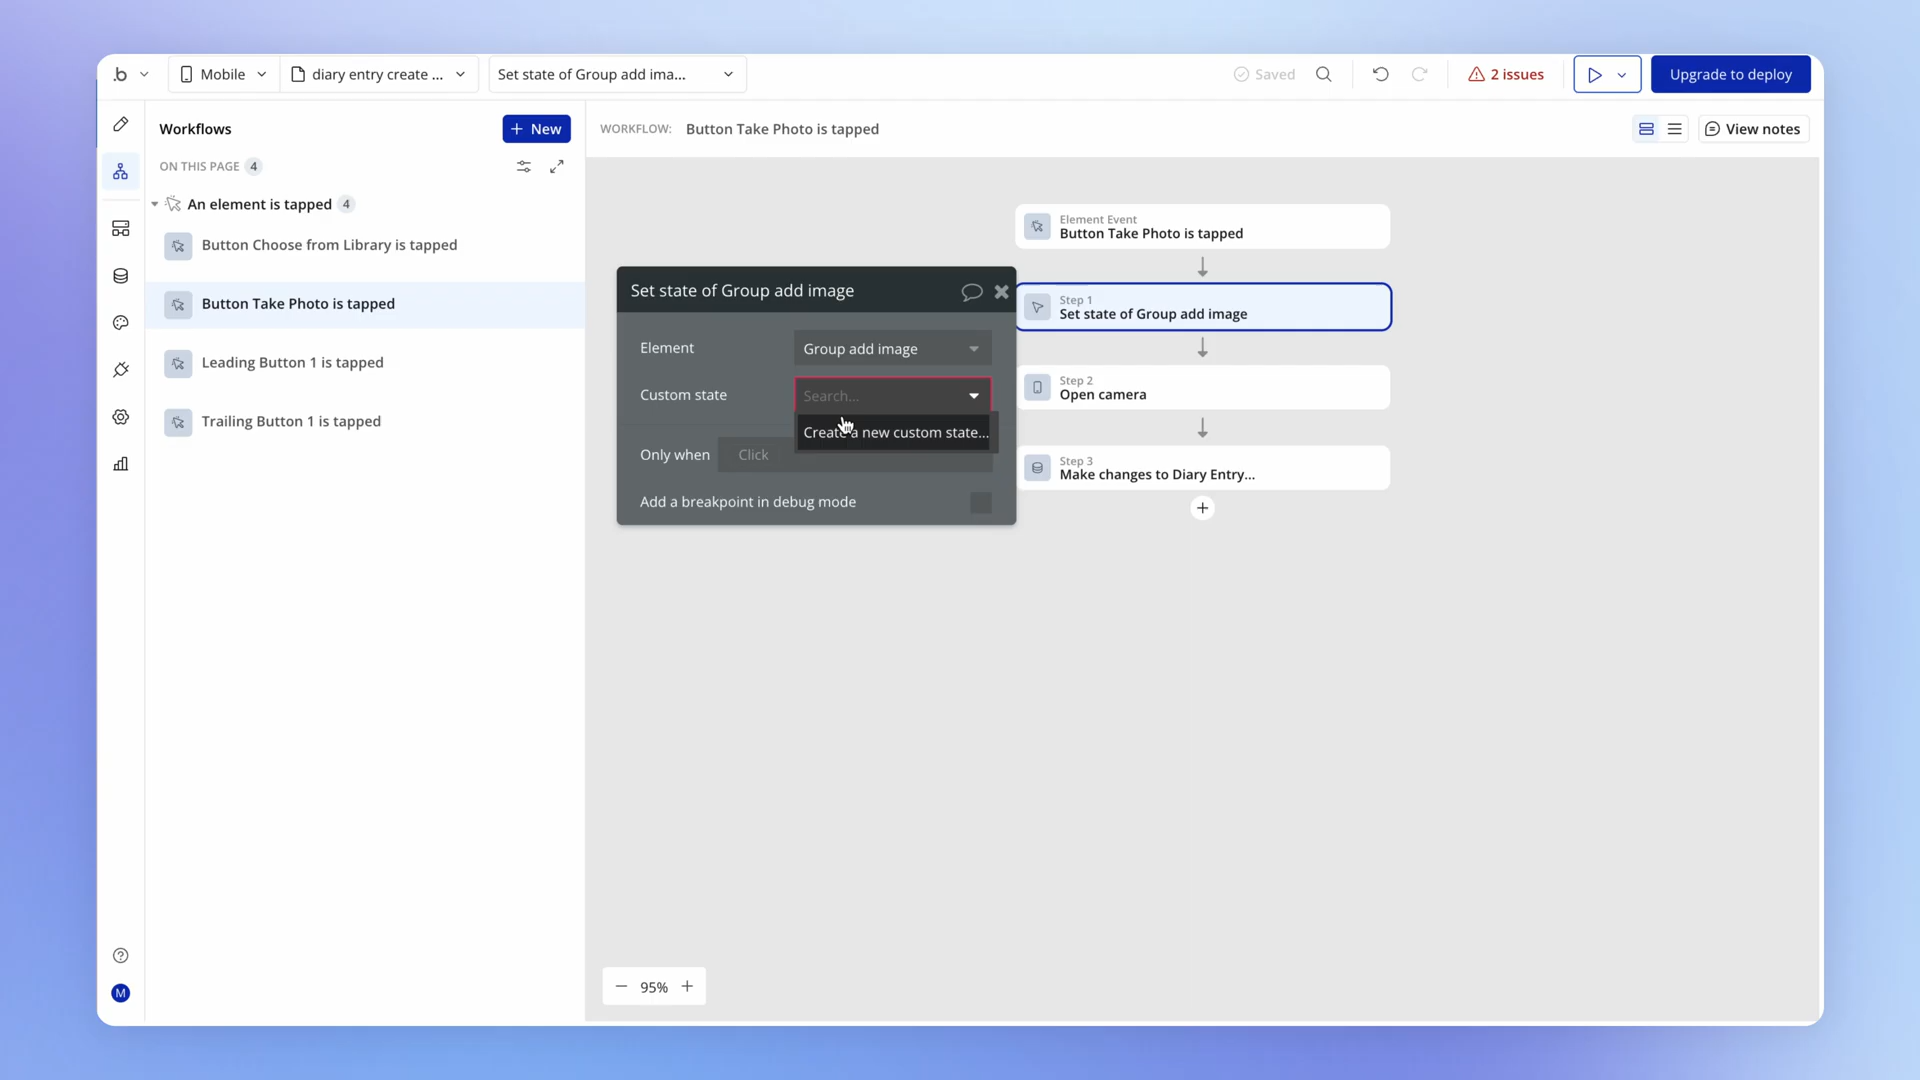 .b
Mobile
diary entry create ...
Set state of Group add ima...
Saved
2 issues
Upgrade to deploy
Workflows
+ New
ON THIS PAGE 4
An element is tapped 4
Button Choose from Library is tapped
Button Take Photo is tapped
Leading Button 1 is tapped
Trailing Button 1 is tapped
M
WORKFLOW: Button Take Photo is tapped
View notes
Element Event
Button Take Photo is tapped
Step 1
Set state of Group add image
Step 2
Open camera
Step 3
Make changes to Diary Entry...
Set state of Group add image
Element
Group add image
Custom state
Search...
Create a new custom state...
Only when
Click
Add a breakpoint in debug mode
95%